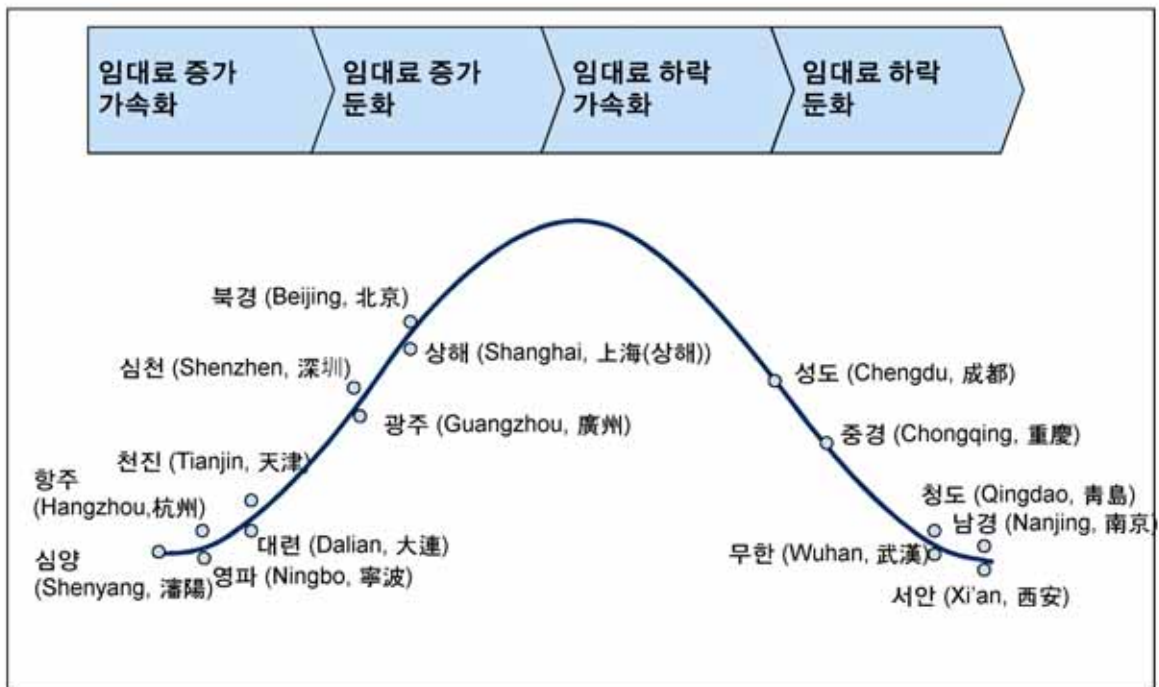 임대료 증가
가속화
임대료 증가
둔화
임대료 하락
가속화
임대료 하락
둔화
북경 (Beijing, 北京)
상해 (Shanghai, 上海(상해))
심천 (Shenzhen, 深圳)
광주 (Guangzhou, 廣州)
천진 (Tianjin, 天津)
항주
(Hangzhou,杭州)
대련 (Dalian, 大連)
영파 (Ningbo, 寧波)
심양
(Shenyang, 瀋陽)
성도 (Chengdu, 成都)
중경 (Chongqing, 重慶)
청도 (Qingdao, 靑島)
남경 (Nanjing, 南京)
무한 (Wuhan, 武漢)
서안 (Xi'an, 西安)